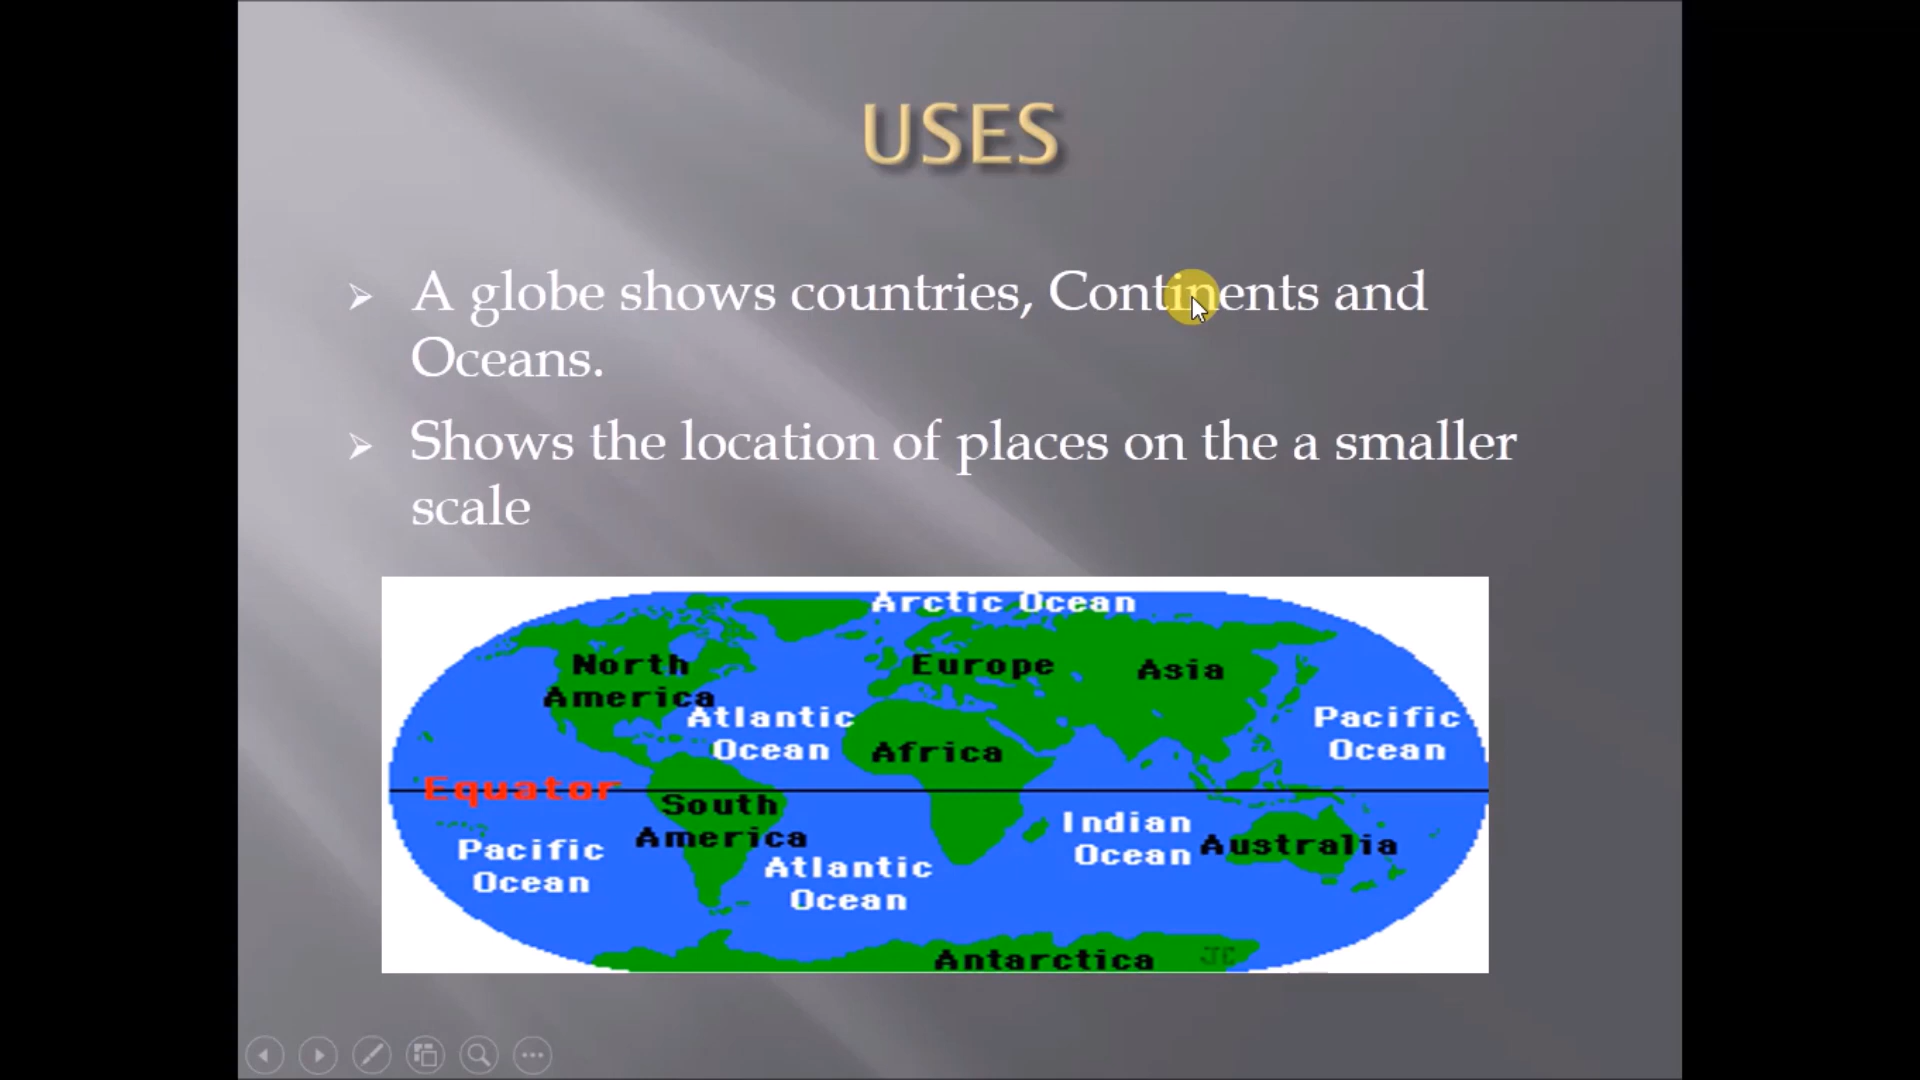 USES
A globe shows countries, Continents and
Oceans.
Shows the location of places on the a smaller
scale
Arctic Ocean
North
America
Europe
Asia
Atlantic
Ocean
Africa
Pacific
Ocean
Equator
South
America
Indian
Ocean
Australia
Pacific
Ocean
Atlantic
Ocean
Antarctica